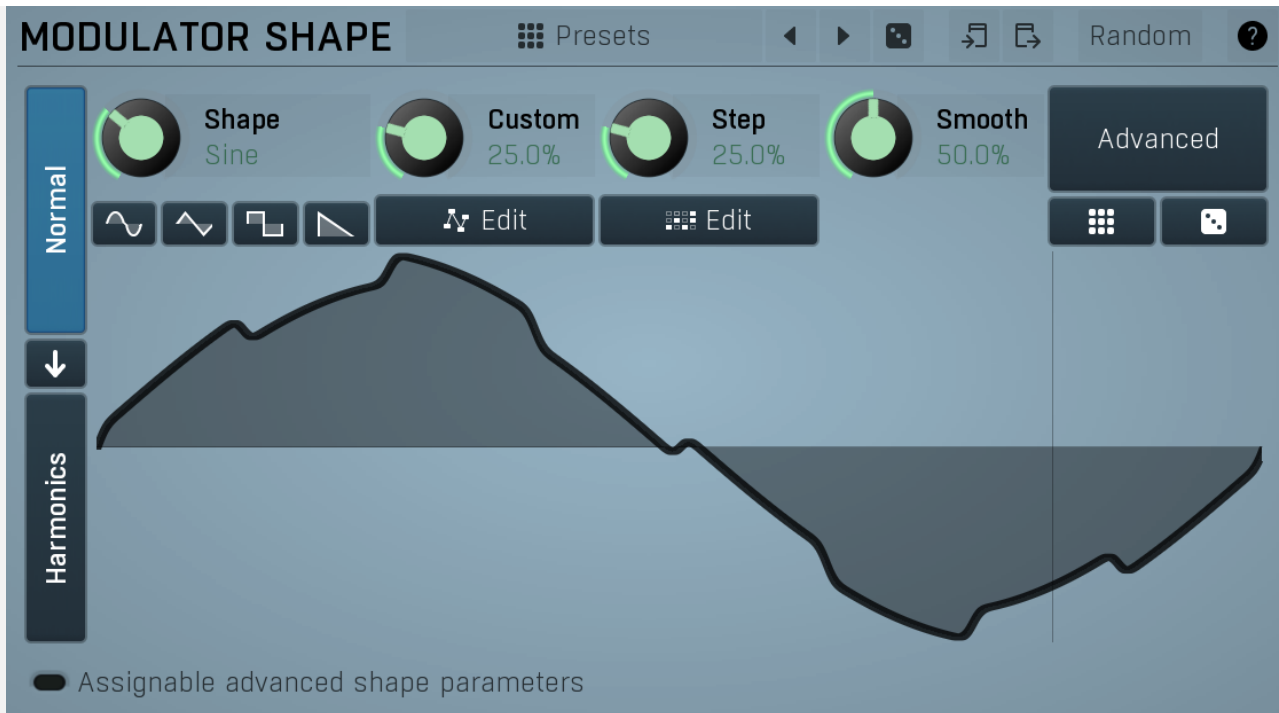 MODULATOR SHAPE Presets Random ?
Normal
Shape Custom Step Smooth
Sine 25.0% 25.0% 50.0%
Advanced
Edit Edit
Harmonics
Assignable advanced shape parameters